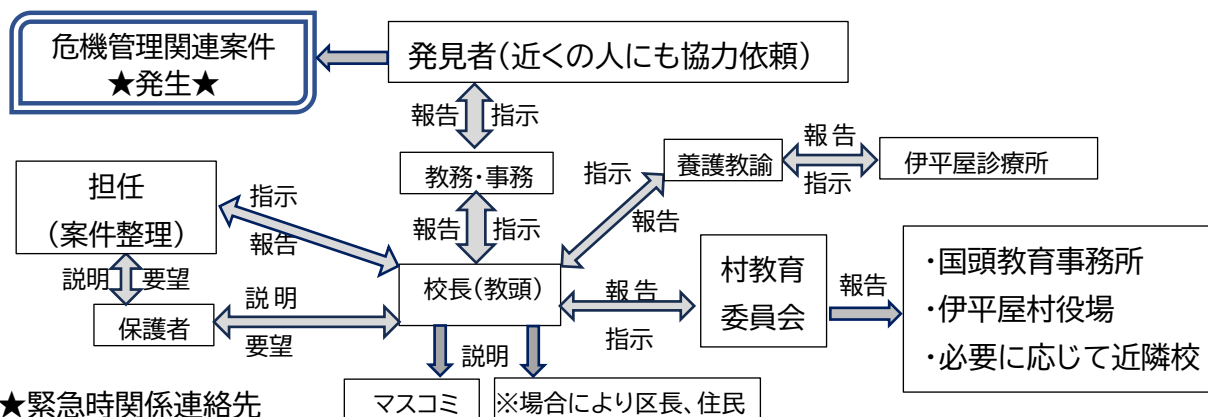 危機管理関連案件
★発生★
発見者(近くの人にも協力依頼)
報告
指示
教務・事務
報告
指示
養護教諭
報告
指示
伊平屋診療所
指示
報告
担任
(案件整理)
指示
報告
説明
要望
保護者
説明
要望
校長(教頭)
報告
指示
村教育
委員会
報告
・国頭教育事務所
・伊平屋村役場
・必要に応じて近隣校
説明
マスコミ
※場合により区長、住民
★緊急時関係連絡先